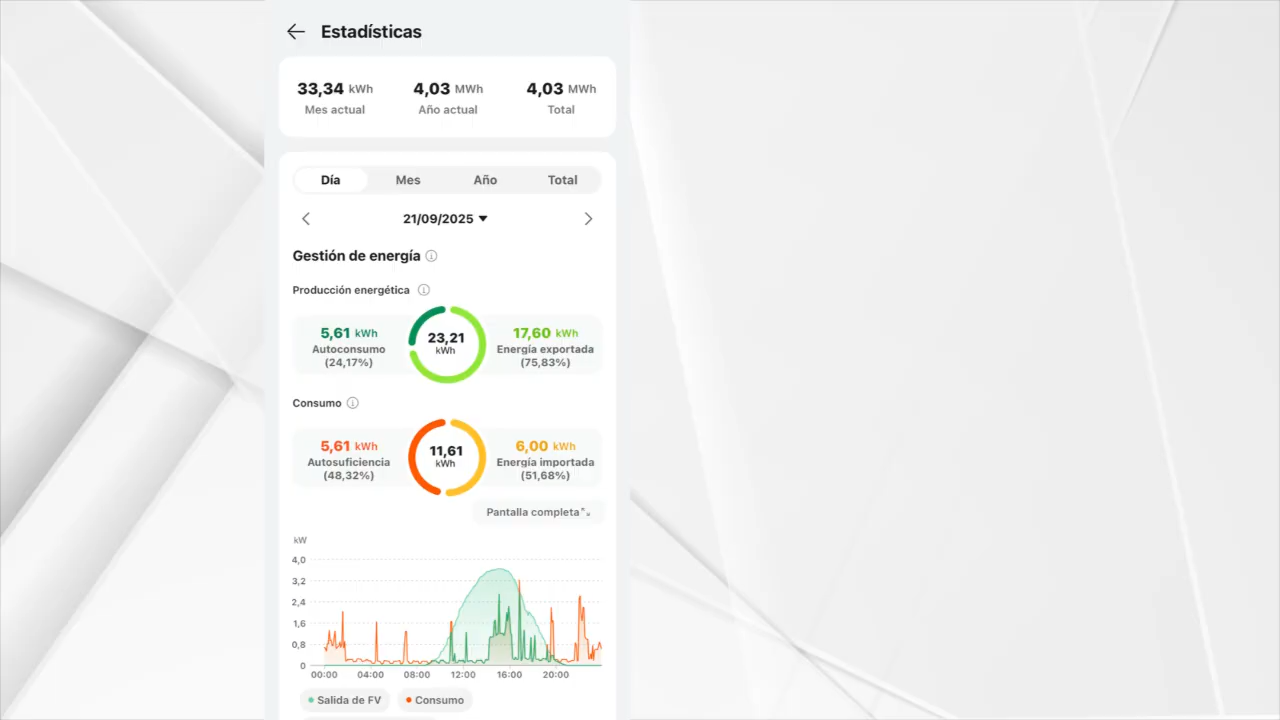 Estadísticas
33,34 kWh 4,03 MWh 4,03 MWh
Mes actual Año actual Total
Día Mes Año Total
21/09/2025
Gestión de energía
Producción energética
5,61 kWh 23,21 17,60 kWh
Autoconsumo kWh Energía exportada
(24,17%) (75,83%)
Consumo
5,61 kWh 11,61 6,00 kWh
Autosuficiencia kWh Energía importada
(48,32%) (51,68%)
Pantalla completa
kW
4,0
3,2
2,4
1,6
0,8
0
00:00 04:00 08:00 12:00 16:00 20:00
Salida de FV Consumo